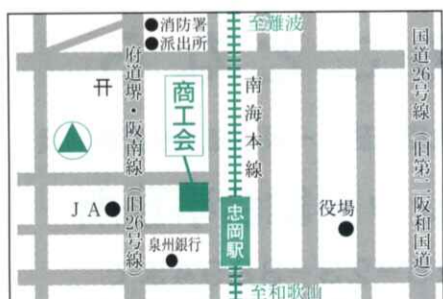 ●消防署
●派出所
至難波
国道26号線(旧第二阪和国道)
府道堺・阪南線(旧26号線)
南海本線
商工会
JA●
忠岡駅
役場
泉州銀行
至和歌山